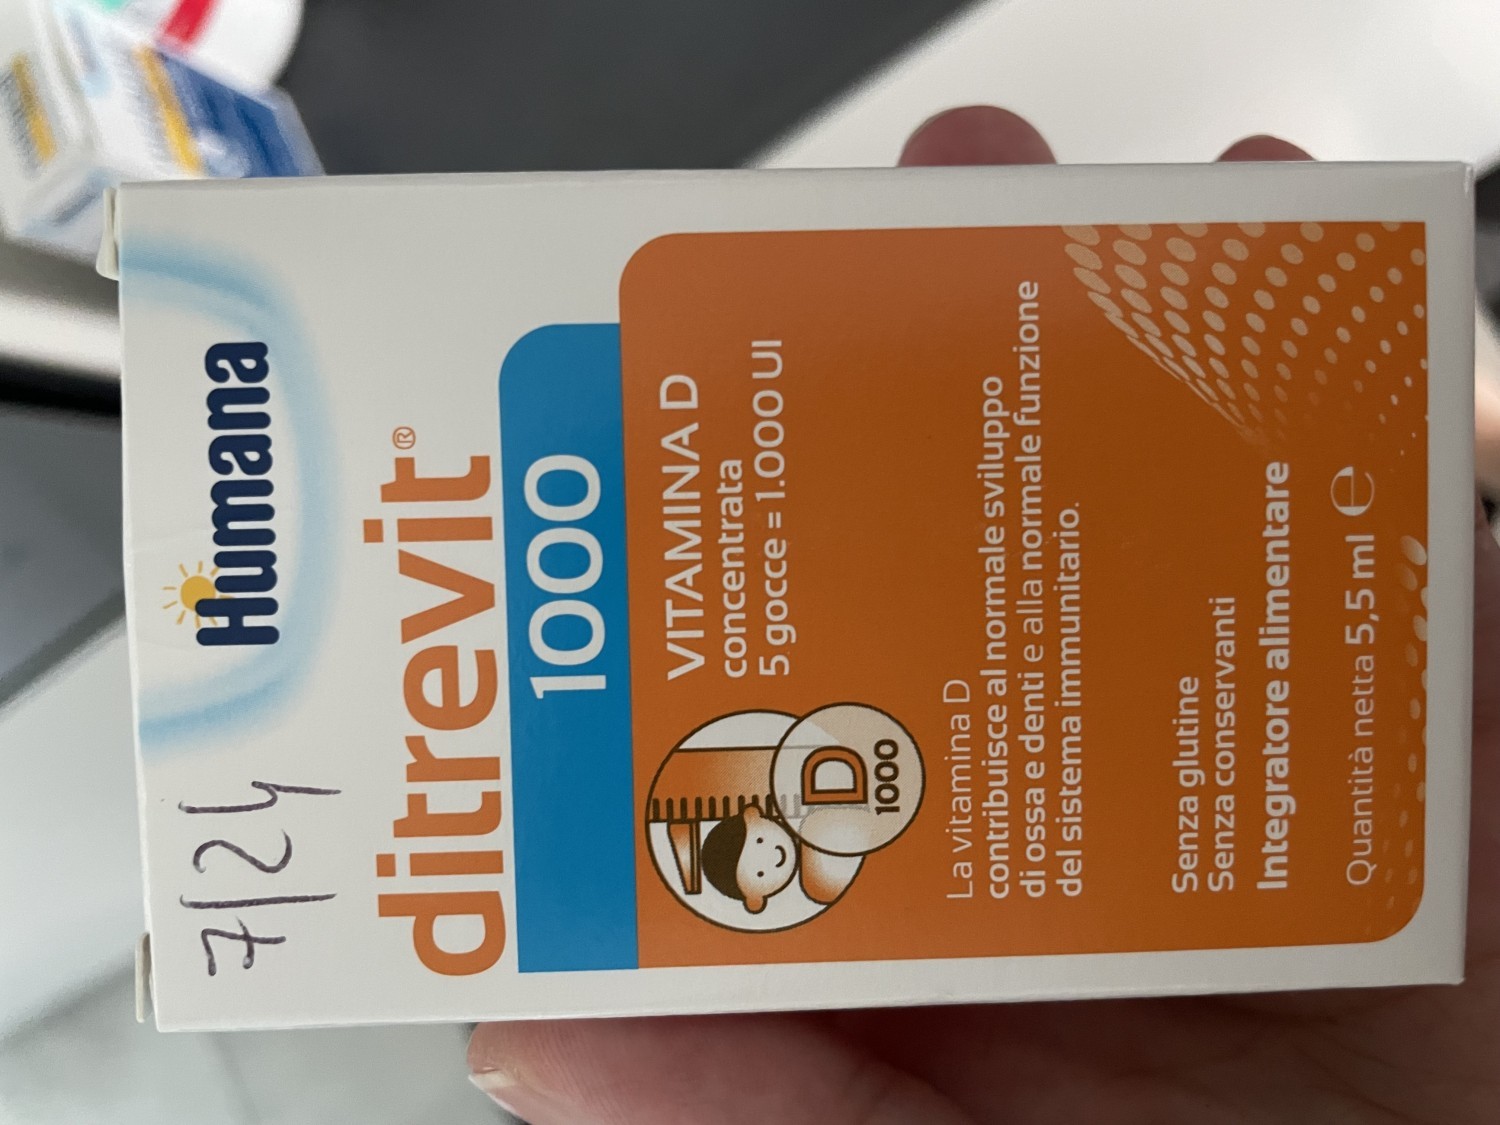 Humana
7/24
ditrevit®
1000
VITAMINA D
concentrata
5 gocce = 1.000 UI
D
1000
La vitamina D
contribuisce al normale sviluppo
di ossa e denti e alla normale funzione
del sistema immunitario.
Senza glutine
Senza conservanti
Integratore alimentare
Quantità netta 5,5 ml ℮